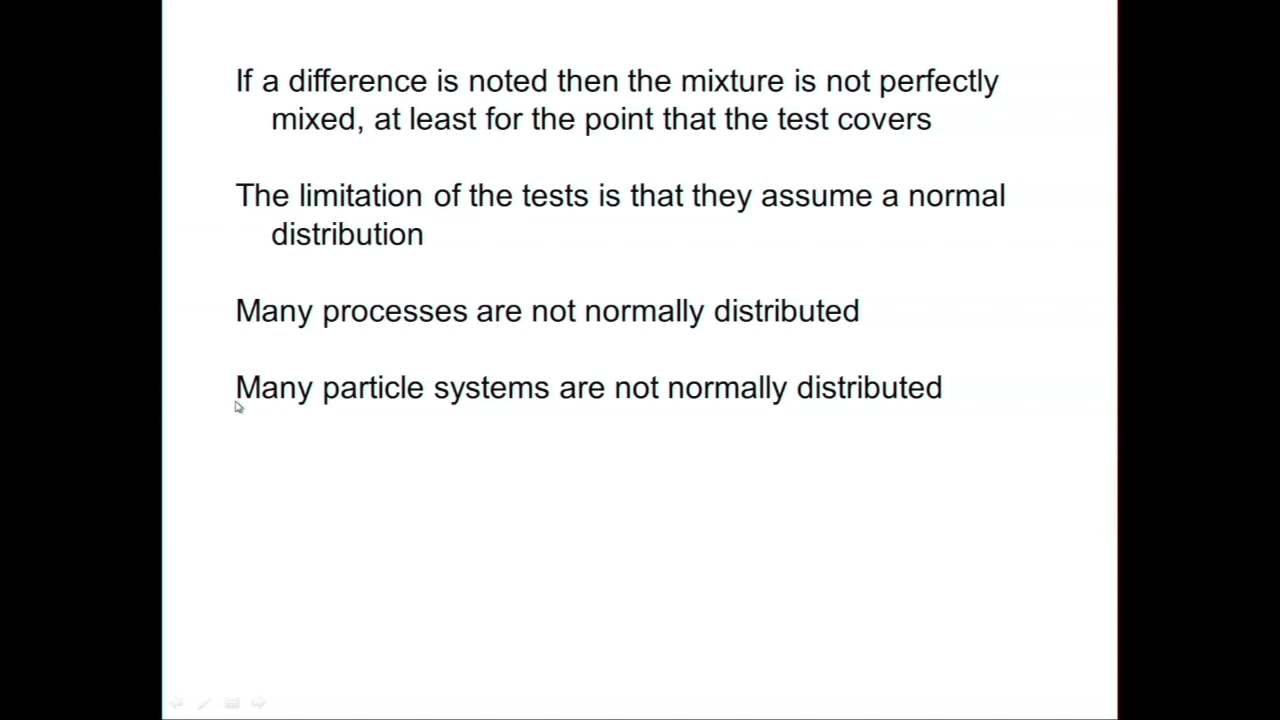 If a difference is noted then the mixture is not perfectly
mixed, at least for the point that the test covers
The limitation of the tests is that they assume a normal
distribution
Many processes are not normally distributed
Many particle systems are not normally distributed